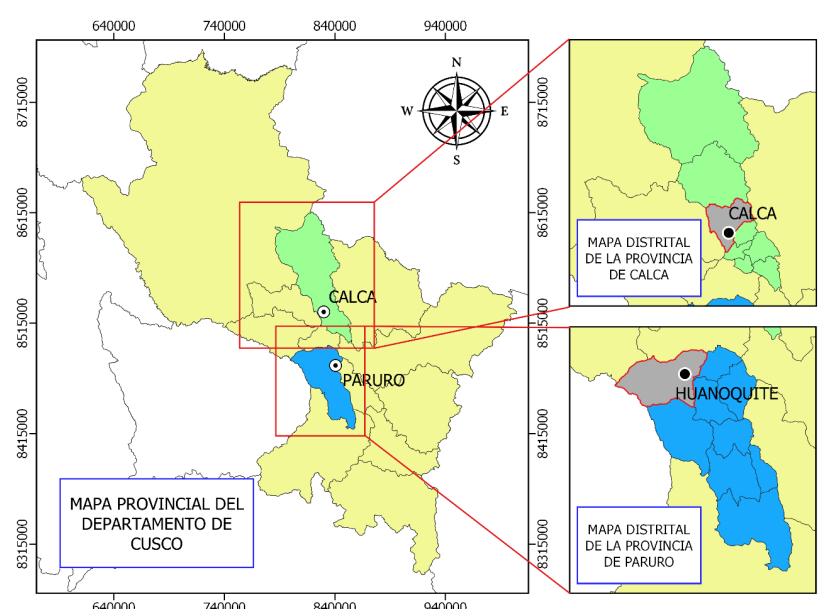 640000 740000 840000 940000
N
W E
S
8715000 8715000
8615000 8615000
8515000 8515000
8415000 8415000
8315000 8315000
CALCA
PARURO
MAPA PROVINCIAL DEL
DEPARTAMENTO DE
CUSCO
640000 740000 840000 940000
CALCA
MAPA DISTRITAL
DE LA PROVINCIA
DE CALCA
HUANOQUITE
MAPA DISTRITAL
DE LA PROVINCIA
DE PARURO